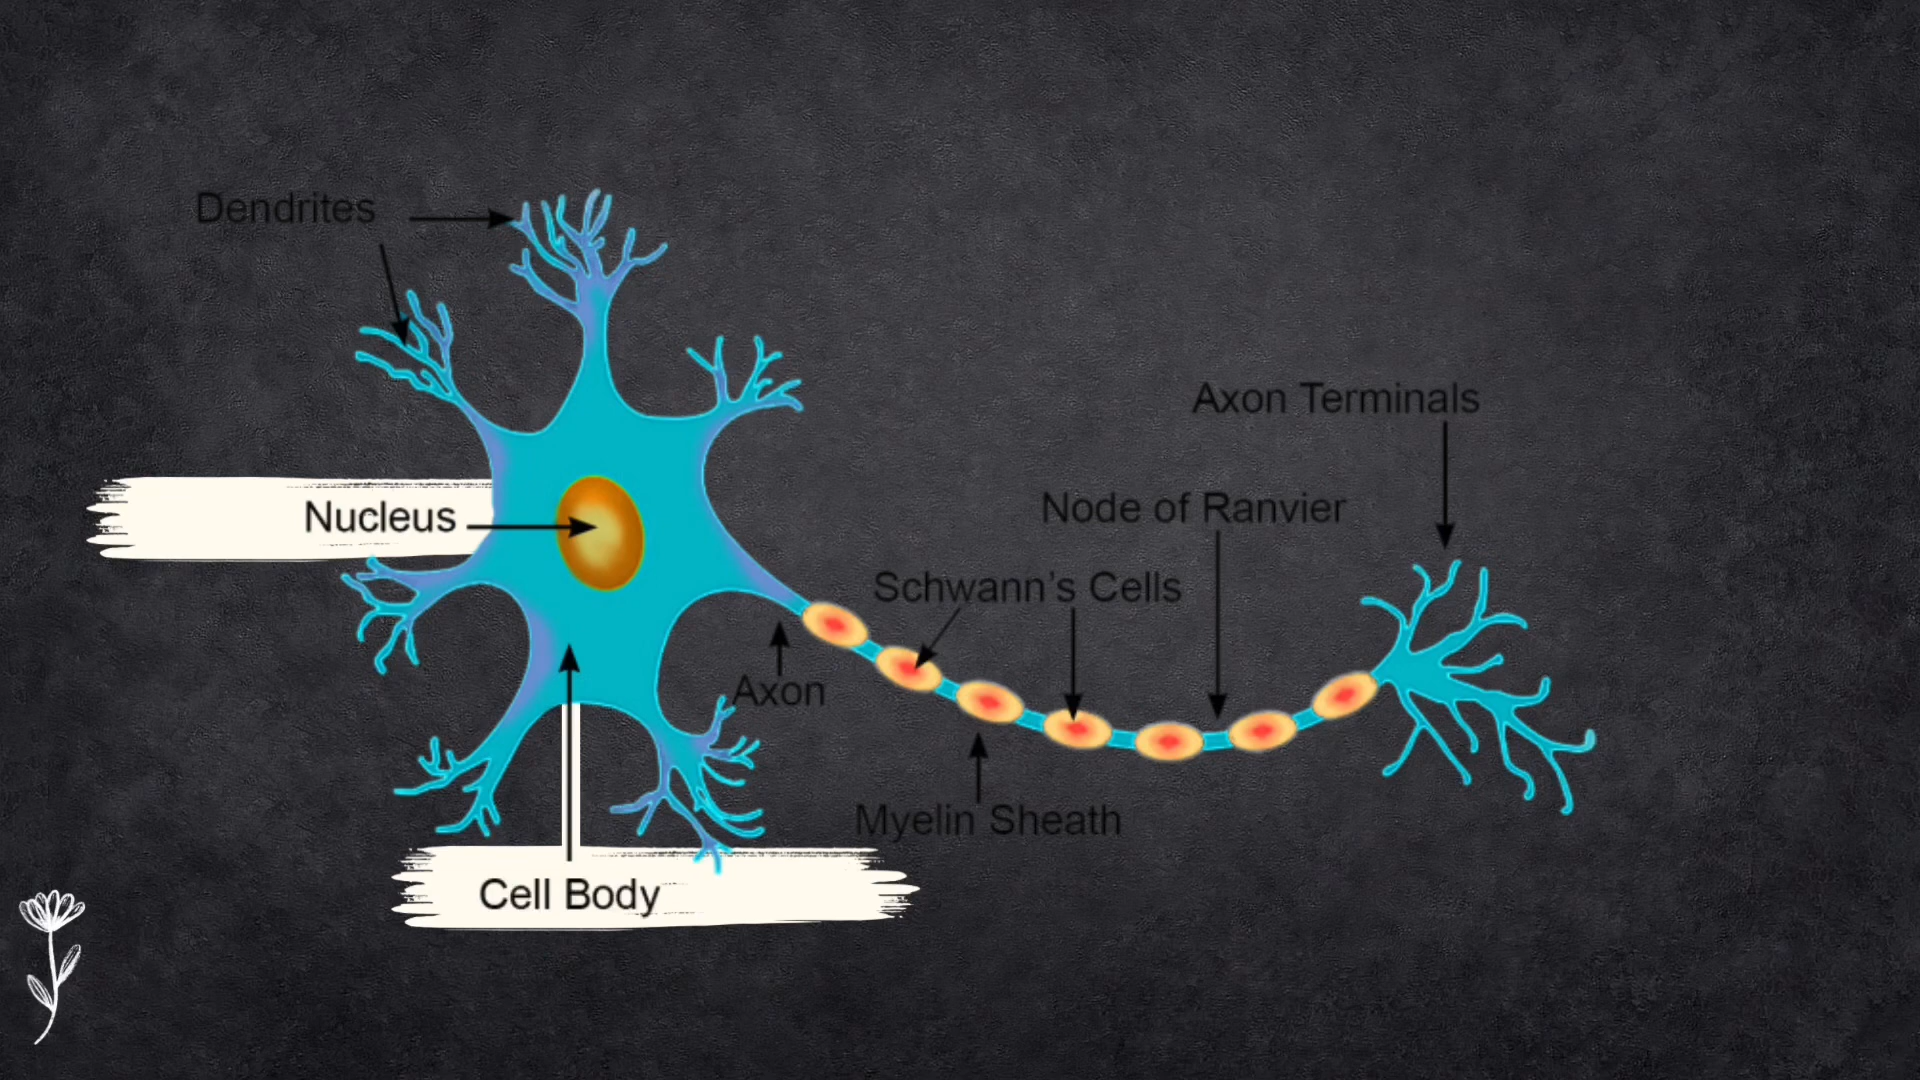 Dendrites
Axon Terminals
Nucleus
Node of Ranvier
Schwann’s Cells
Axon
Myelin Sheath
Cell Body